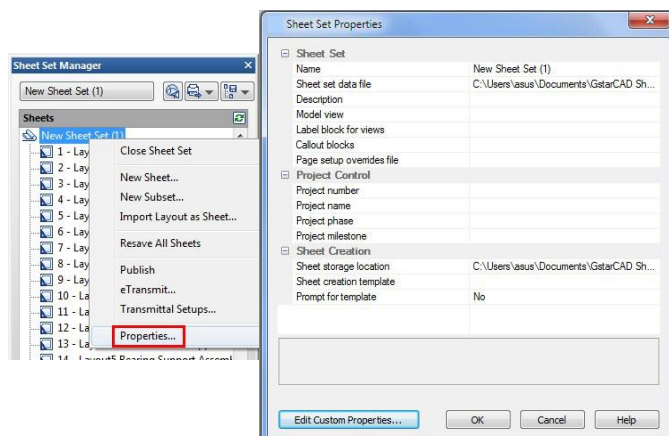 Sheet Set Manager
New Sheet Set (1)
Sheets
New Sheet Set (1)
1 - Lay
2 - Lay
3 - Lay
4 - Lay
5 - Lay
6 - Lay
7 - Lay
8 - Lay
9 - Lay
10 - La
11 - La
12 - La
13 - La
14 - Layout5 Bearing Support Assembl
Close Sheet Set
New Sheet...
New Subset...
Import Layout as Sheet...
Resave All Sheets
Publish
eTransmit...
Transmittal Setups...
Properties...
Sheet Set Properties
Sheet Set
Name New Sheet Set (1)
Sheet set data file C:\Users\asus\Documents\GstarCAD Sh...
Description
Model view
Label block for views
Callout blocks
Page setup overrides file
Project Control
Project number
Project name
Project phase
Project milestone
Sheet Creation
Sheet storage location C:\Users\asus\Documents\GstarCAD Sh...
Sheet creation template
Prompt for template No
Edit Custom Properties... OK Cancel Help